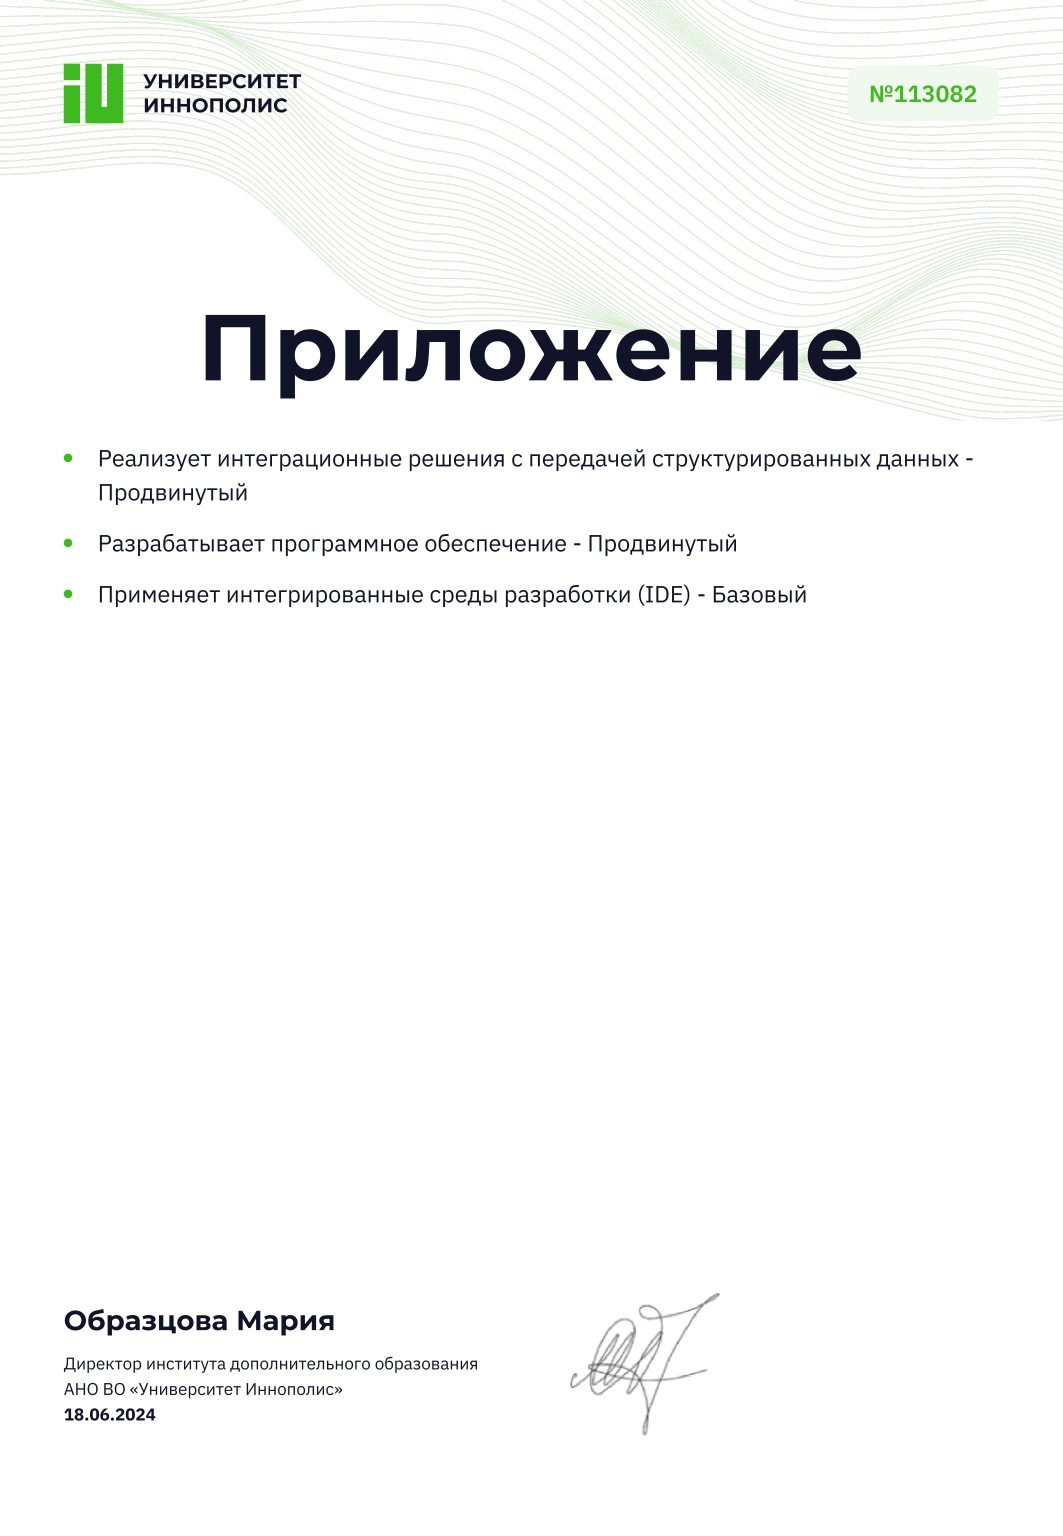 УНИВЕРСИТЕТ
ИННОПОЛИС
№113082
Приложение
Реализует интеграционные решения с передачей структурированных данных -
Продвинутый
Разрабатывает программное обеспечение - Продвинутый
Применяет интегрированные среды разработки (IDE) - Базовый
Образцова Мария
Директор института дополнительного образования
АНО ВО «Университет Иннополис»
18.06.2024